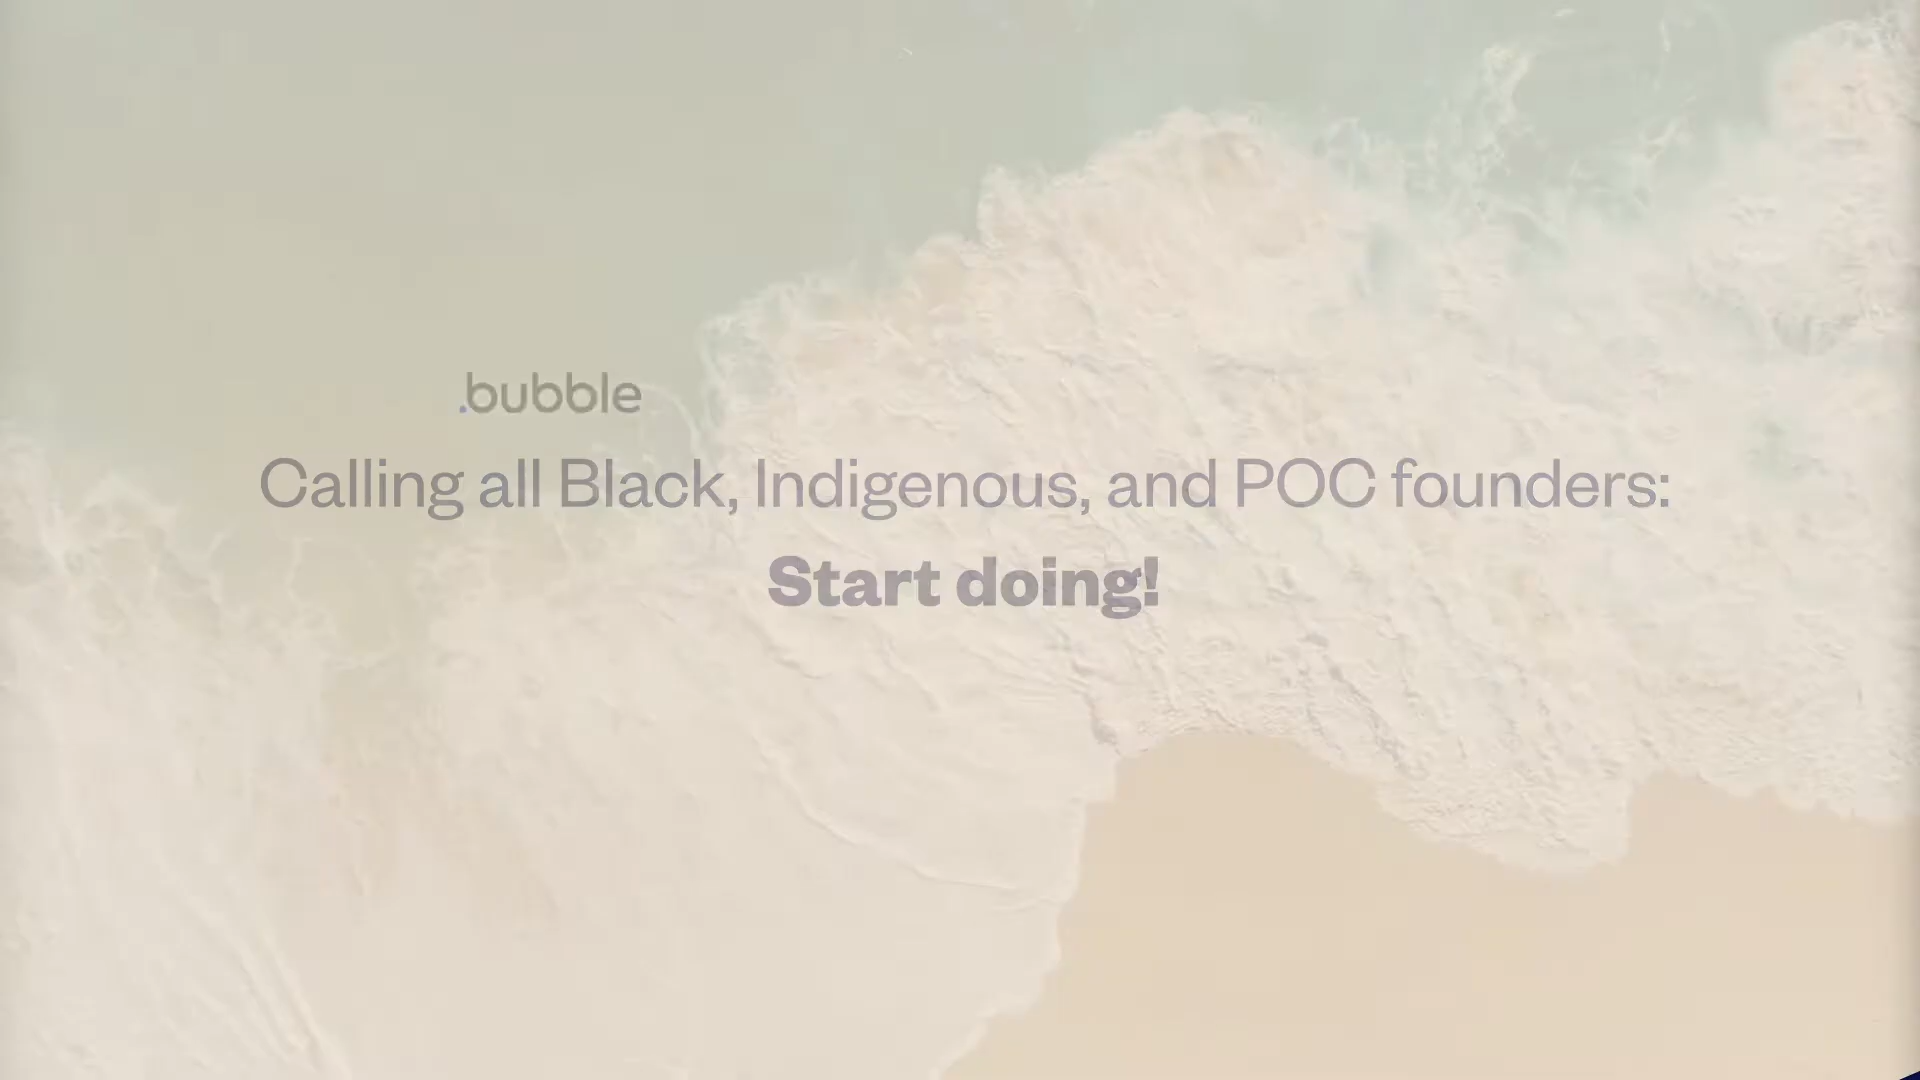 .bubble
Calling all Black, Indigenous, and POC founders:
Start doing!